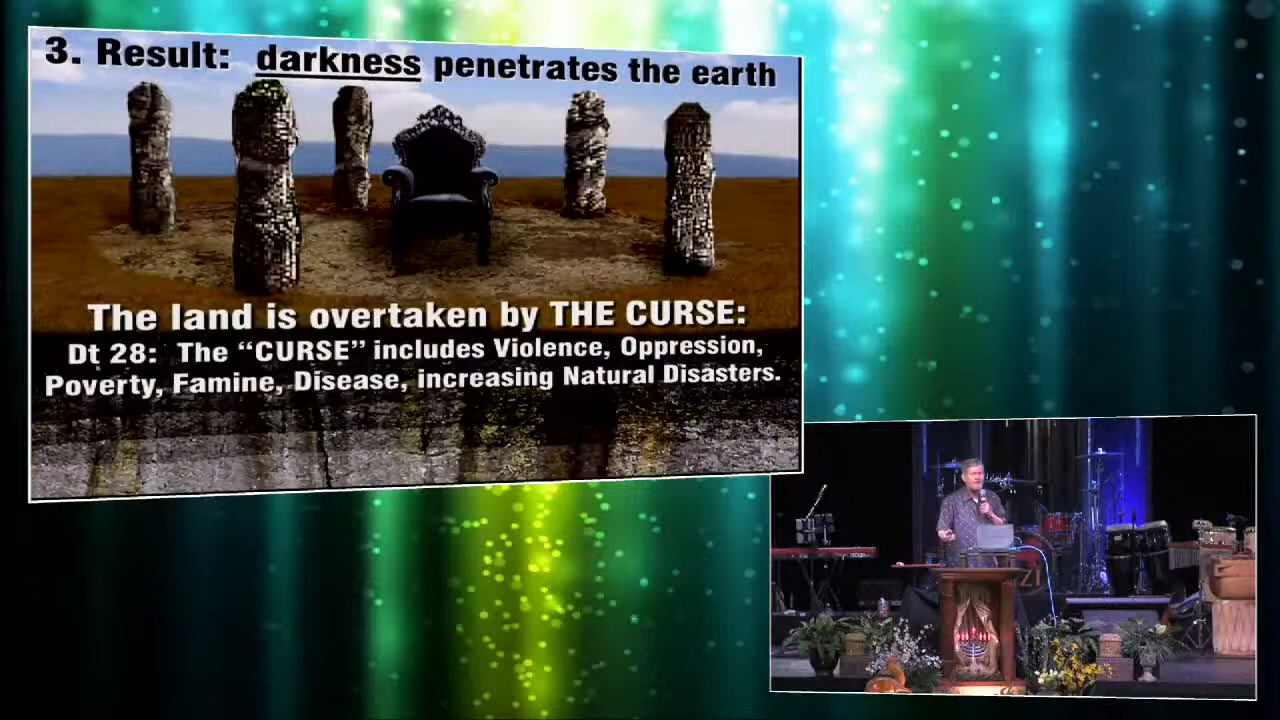 3. Result: darkness penetrates the earth
The land is overtaken by THE CURSE:
Dt 28: The “CURSE” includes Violence, Oppression,
Poverty, Famine, Disease, increasing Natural Disasters.